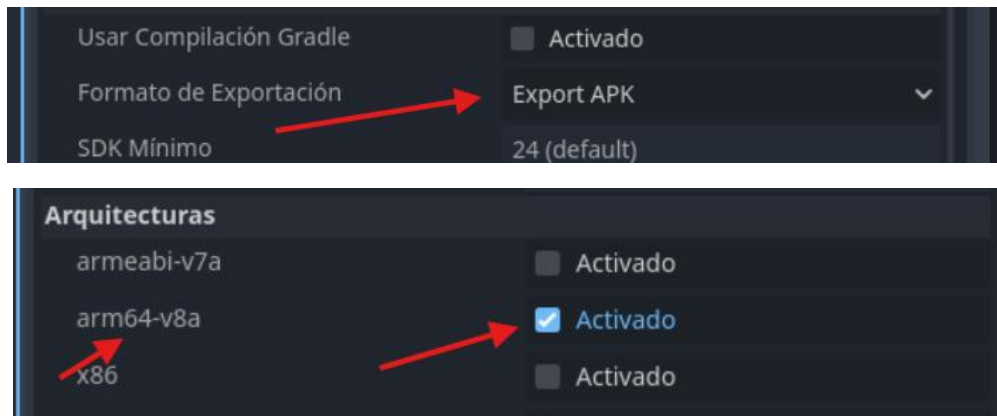 Usar Compilación Gradle Activado
Formato de Exportación Export APK
SDK Mínimo 24 (default)
Arquitecturas
armeabi-v7a Activado
arm64-v8a Activado
x86 Activado